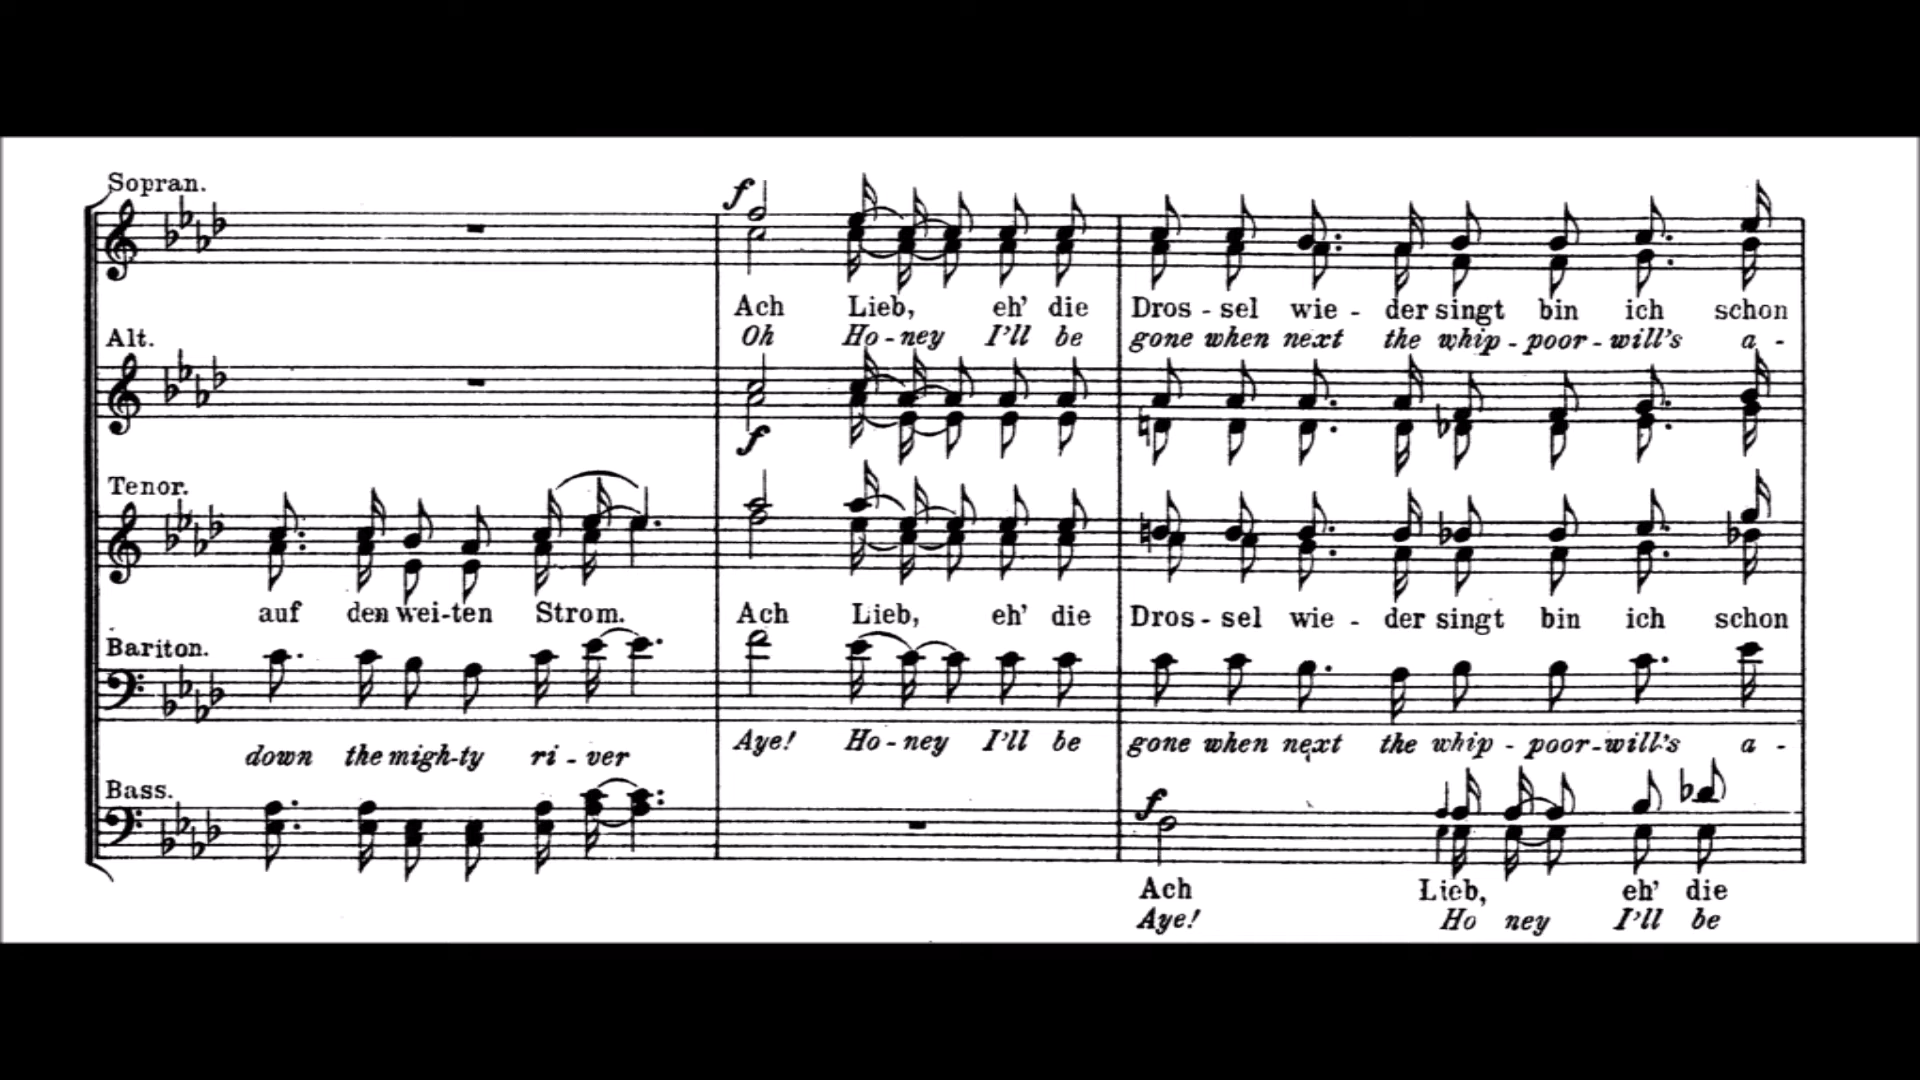 Sopran.
f
Ach Lieb, eh' die Dros - sel wie - der singt bin ich schon
Oh Ho - ney I'll be gone when next the whip - poor - will's a -
Alt.
f
Tenor.
auf den wei - ten Strom. Ach Lieb, eh' die Dros - sel wie - der singt bin ich schon
Bariton.
down the migh - ty ri - ver Aye! Ho - ney I'll be gone when next the whip - poor - will's a -
Bass.
f
Ach Lieb, eh' die
Aye! Ho ney I'll be